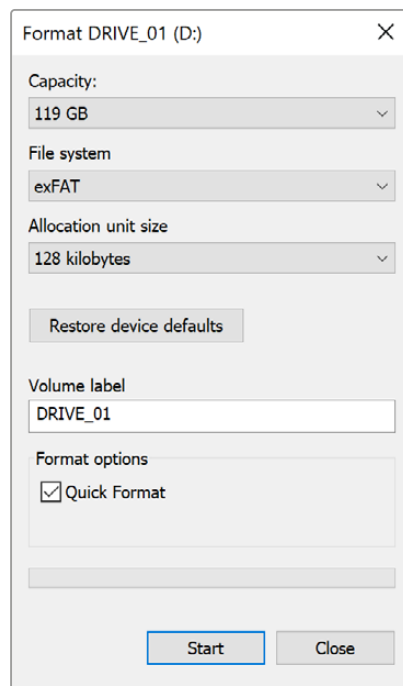 Format DRIVE_01 (D:)
Capacity:
119 GB
File system
exFAT
Allocation unit size
128 kilobytes
Restore device defaults
Volume label
DRIVE_01
Format options
Quick Format
Start Close